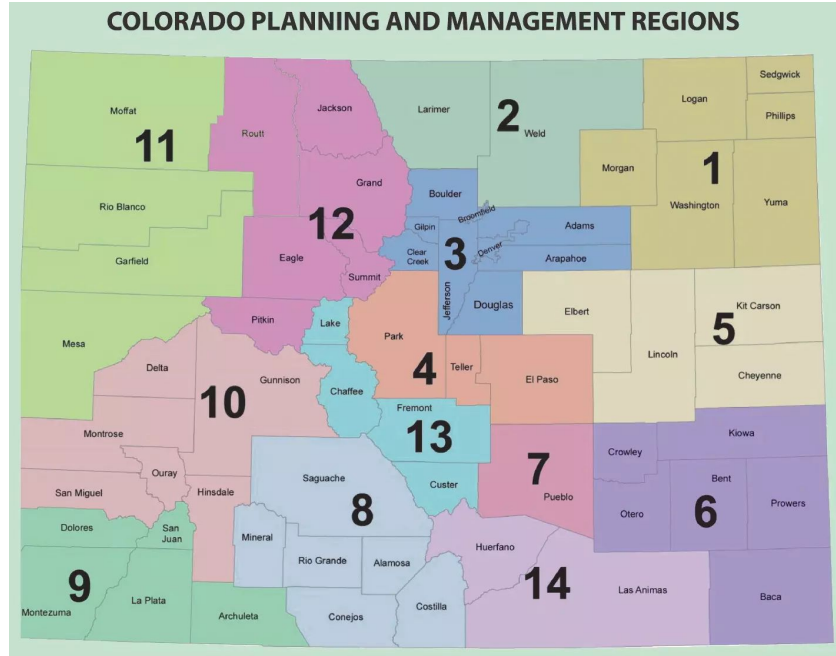 COLORADO PLANNING AND MANAGEMENT REGIONS
Moffat
11
Routt
Jackson
Larimer
2
Weld
Logan
Sedgwick
Phillips
Rio Blanco
Grand
12
Boulder
Morgan
1
Washington
Yuma
Garfield
Eagle
Summit
Gilpin
Clear
Creek
3
Broomfield
Denver
Jefferson
Adams
Arapahoe
Douglas
Mesa
Pitkin
Lake
Park
4
Teller
El Paso
Elbert
Lincoln
5
Kit Carson
Cheyenne
Delta
Gunnison
10
Chaffee
Fremont
13
Custer
Montrose
Ouray
San Miguel
Hinsdale
Saguache
8
7
Pueblo
Crowley
Kiowa
Otero
Bent
6
Prowers
Dolores
San
Juan
Mineral
Rio Grande
Alamosa
Huerfano
14
Las Animas
Baca
9
Montezuma
La Plata
Archuleta
Conejos
Costilla